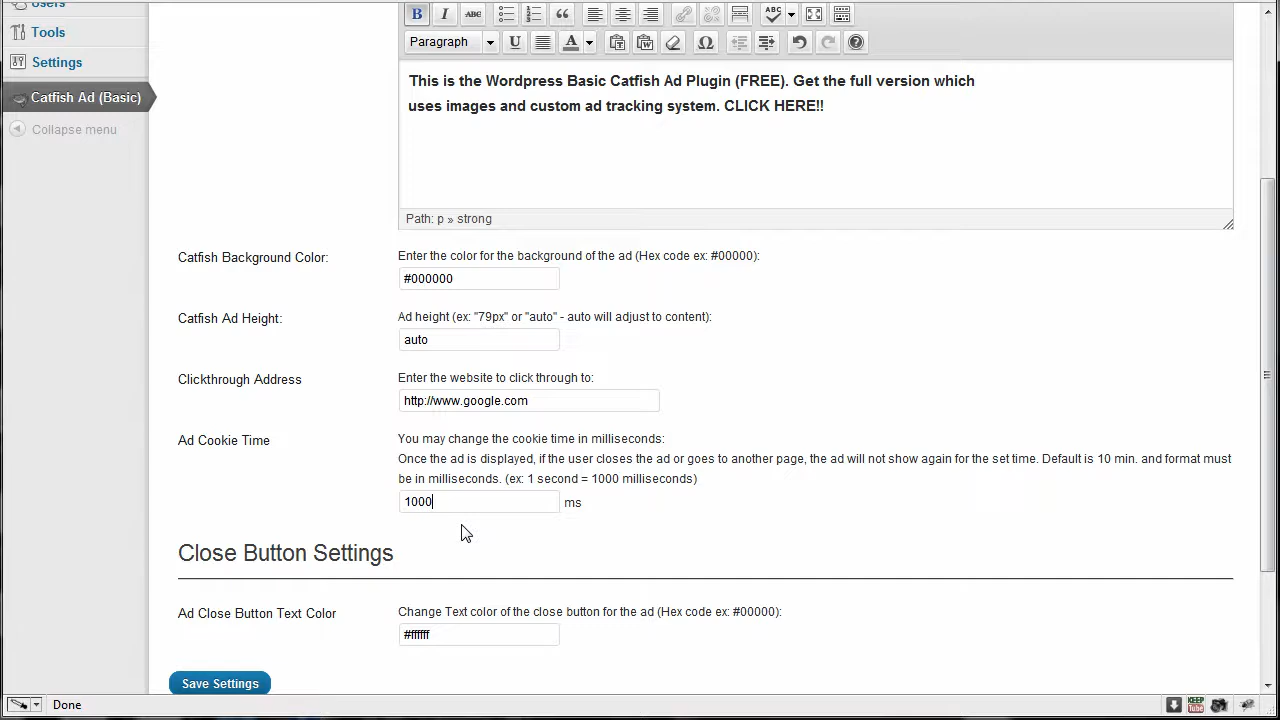 Users
Tools
Settings
Catfish Ad (Basic)
Collapse menu
B I ABC ABC
Paragraph U A Ω
This is the Wordpress Basic Catfish Ad Plugin (FREE). Get the full version which
uses images and custom ad tracking system. CLICK HERE!!
Path: p » strong
Catfish Background Color:
Enter the color for the background of the ad (Hex code ex: #00000):
#000000
Catfish Ad Height:
Ad height (ex: "79px" or "auto" - auto will adjust to content):
auto
Clickthrough Address
Enter the website to click through to:
http://www.google.com
Ad Cookie Time
You may change the cookie time in milliseconds:
Once the ad is displayed, if the user closes the ad or goes to another page, the ad will not show again for the set time. Default is 10 min. and format must
be in milliseconds. (ex: 1 second = 1000 milliseconds)
1000 ms
Close Button Settings
Ad Close Button Text Color
Change Text color of the close button for the ad (Hex code ex: #00000):
#ffffff
Save Settings
Done
KEEP
Tube